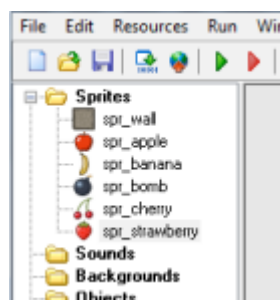 File Edit Resources Run
Sprites
spr_wall
spr_apple
spr_banana
spr_bomb
spr_cherry
spr_strawberry
Sounds
Backgrounds
Objects